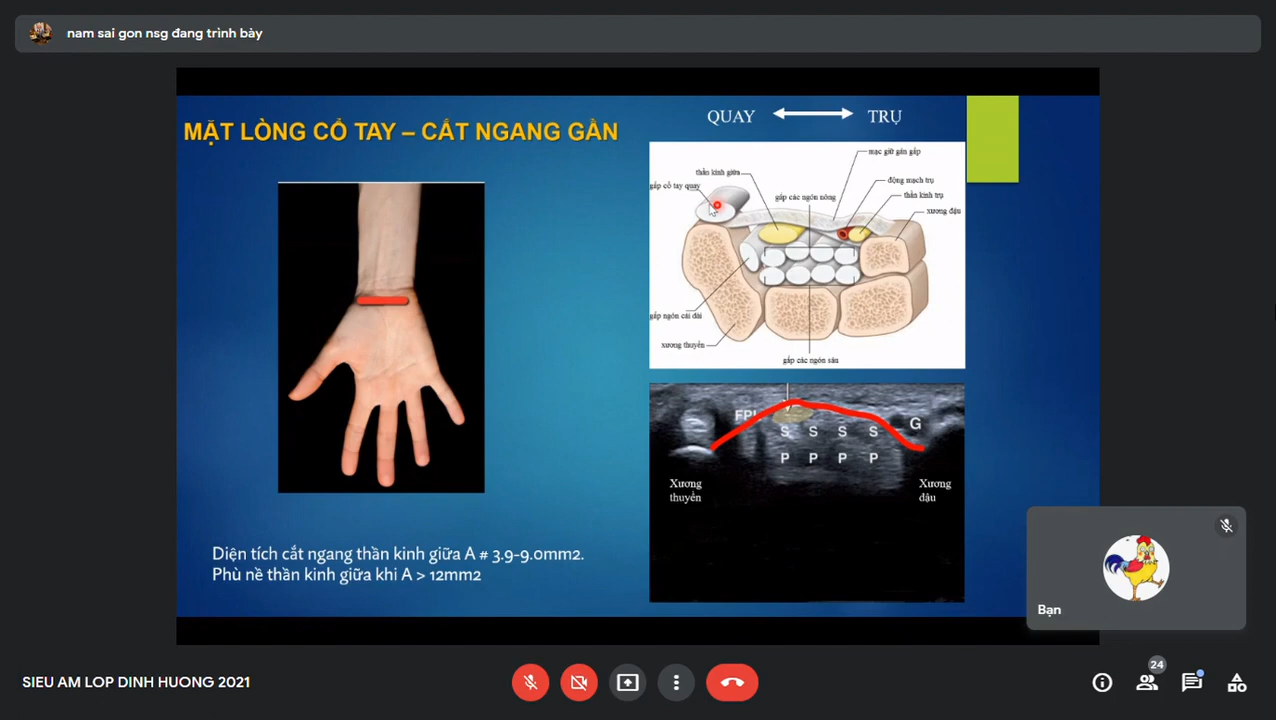 nam sai gon nsg đang trình bày
MẶT LÒNG CỔ TAY – CẮT NGANG GẦN
QUAY
TRỤ
mạc giữ gân gấp
thần kinh giữa
động mạch trụ
gấp cổ tay quay
gấp các ngón nông
thần kinh trụ
xương đậu
gấp ngón cái dài
xương thuyền
gấp các ngón sâu
FPL
G
S S S S
P P P P
Xương
thuyền
Xương
đậu
Diện tích cắt ngang thần kinh giữa A # 3.9-9.0mm2.
Phù nề thần kinh giữa khi A > 12mm2
Bạn
24
SIEU AM LOP DINH HUONG 2021